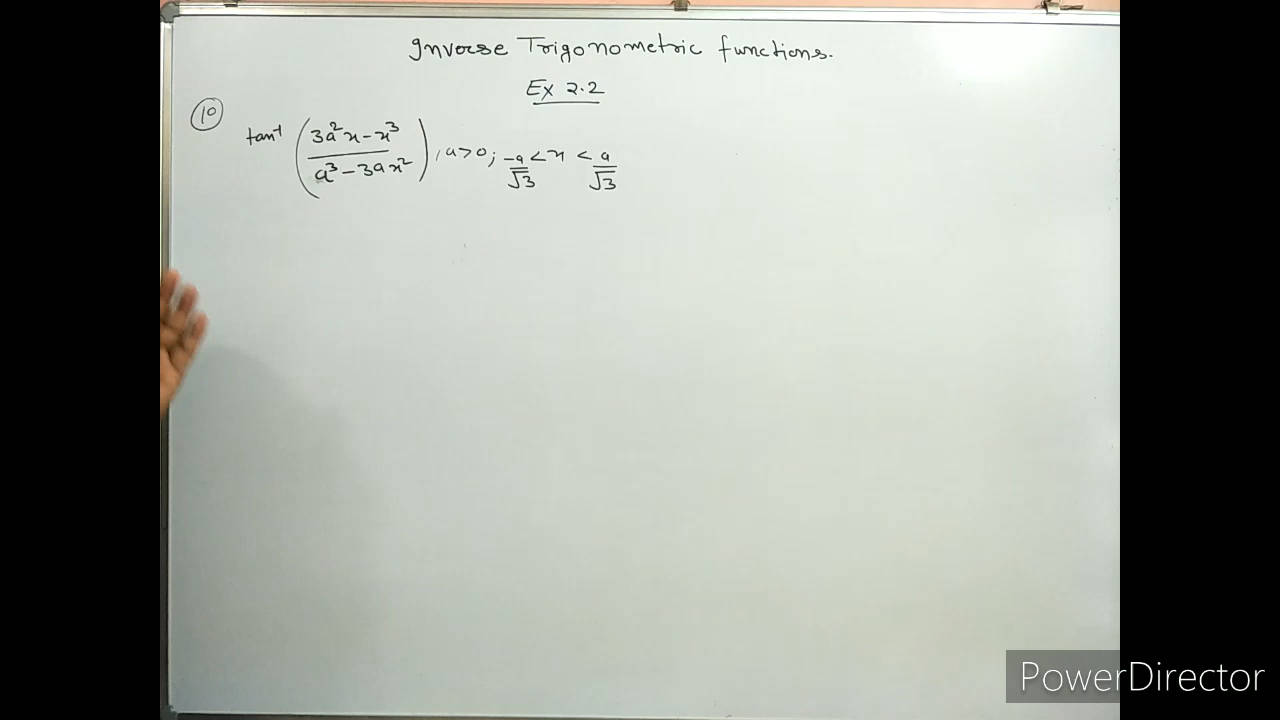 Inverse Trigonometric functions.
Ex 2.2
10
tan⁻¹ (3a²x - x³ / a³ - 3ax²), a>0; -a/√3 < x < a/√3
PowerDirector